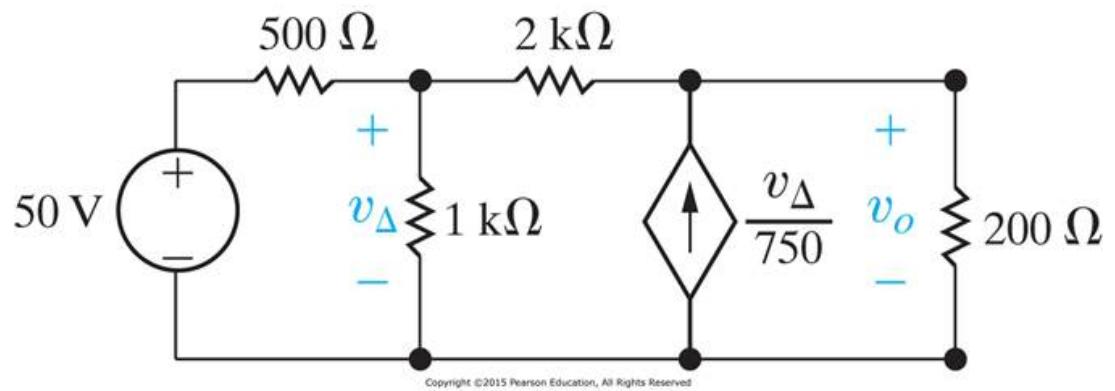 500 Ω
2 kΩ
+
+
+
50 V
v_Δ
1 kΩ
v_Δ
750
v_o
200 Ω
−
−
−
Copyright ©2015 Pearson Education, All Rights Reserved